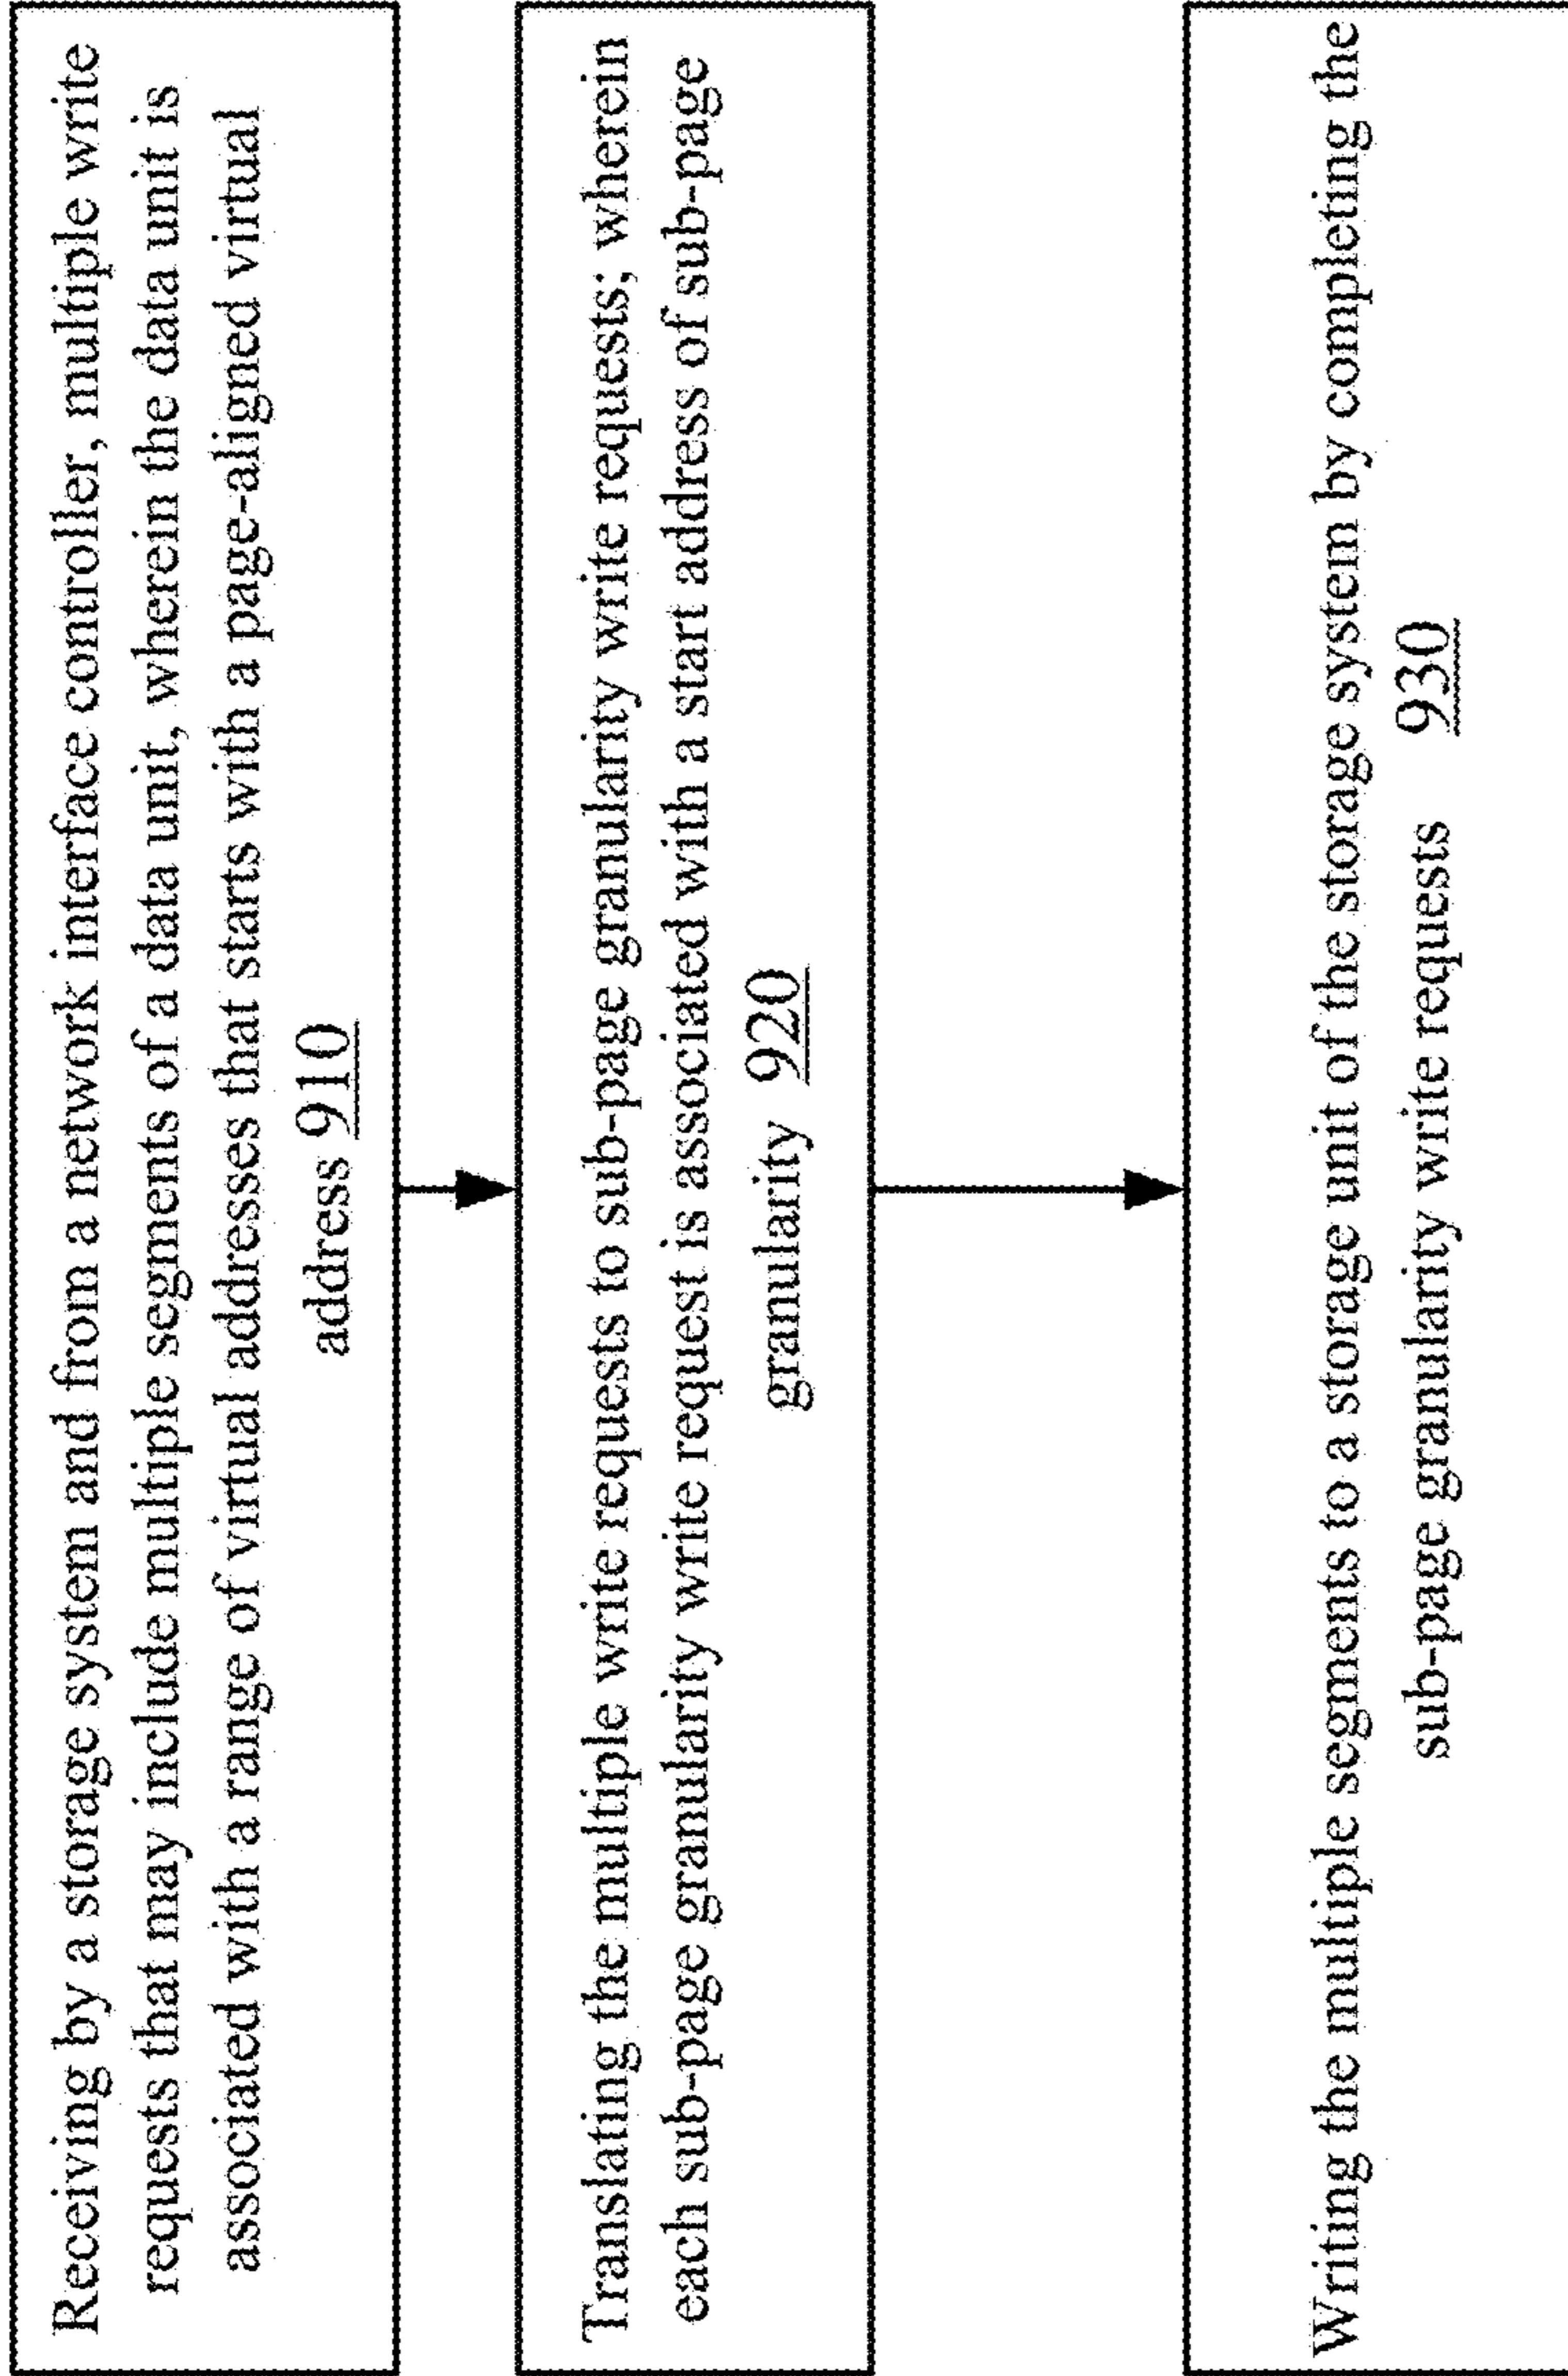 Receiving by a storage system and from a network interface controller, multiple write
requests that may include multiple segments of a data unit, wherein the data unit is
associated with a range of virtual addresses that starts with a page-aligned virtual
address 910
Translating the multiple write requests to sub-page granularity write requests; wherein
each sub-page granularity write request is associated with a start address of sub-page
granularity 920
Writing the multiple segments to a storage unit of the storage system by completing the
sub-page granularity write requests 930